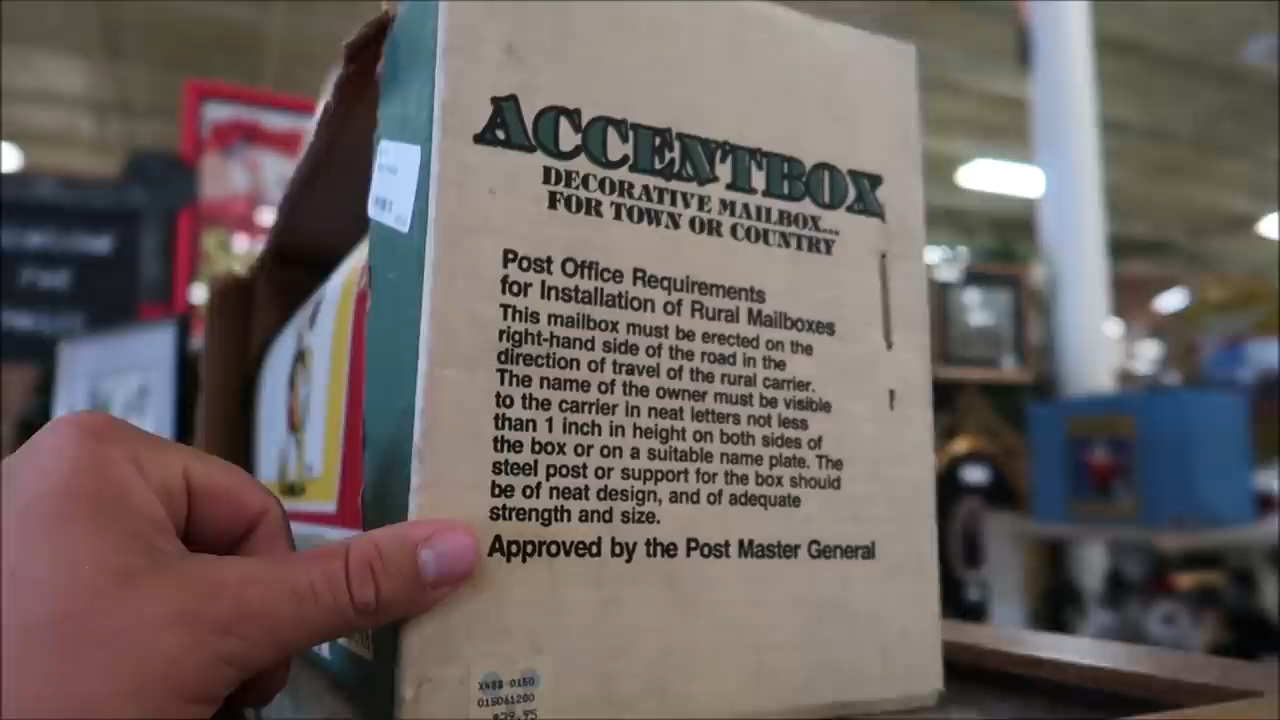 ACCENTBOX
DECORATIVE MAILBOX...
FOR TOWN OR COUNTRY
Post Office Requirements
for Installation of Rural Mailboxes
This mailbox must be erected on the
right-hand side of the road in the
direction of travel of the rural carrier.
The name of the owner must be visible
to the carrier in neat letters not less
than 1 inch in height on both sides of
the box or on a suitable name plate. The
steel post or support for the box should
be of neat design, and of adequate
strength and size.
Approved by the Post Master General
X488 0150
015061200